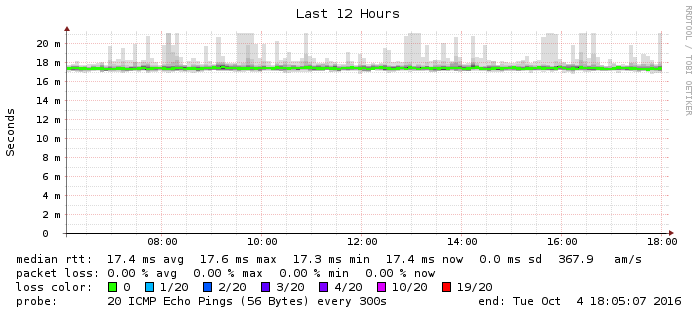 Last 12 Hours
RRDTOOL / TOBI OETIKER
Seconds
20 m
18 m
16 m
14 m
12 m
10 m
8 m
6 m
4 m
2 m
0
08:00 10:00 12:00 14:00 16:00 18:00
median rtt: 17.4 ms avg 17.6 ms max 17.3 ms min 17.4 ms now 0.0 ms sd 367.9 am/s
packet loss: 0.00 % avg 0.00 % max 0.00 % min 0.00 % now
loss color: 0 1/20 2/20 3/20 4/20 10/20 19/20
probe: 20 ICMP Echo Pings (56 Bytes) every 300s end: Tue Oct 4 18:05:07 2016